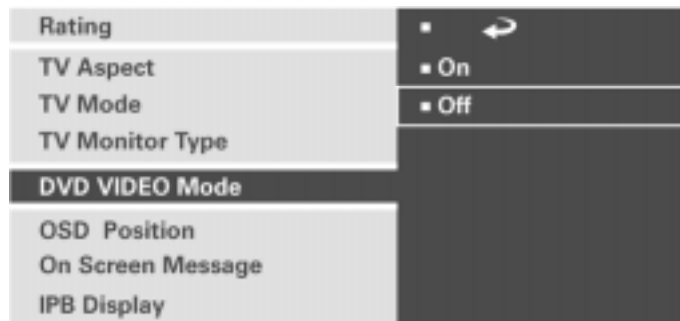 Rating
TV Aspect
TV Mode
TV Monitor Type
DVD VIDEO Mode
OSD Position
On Screen Message
IPB Display
On
Off